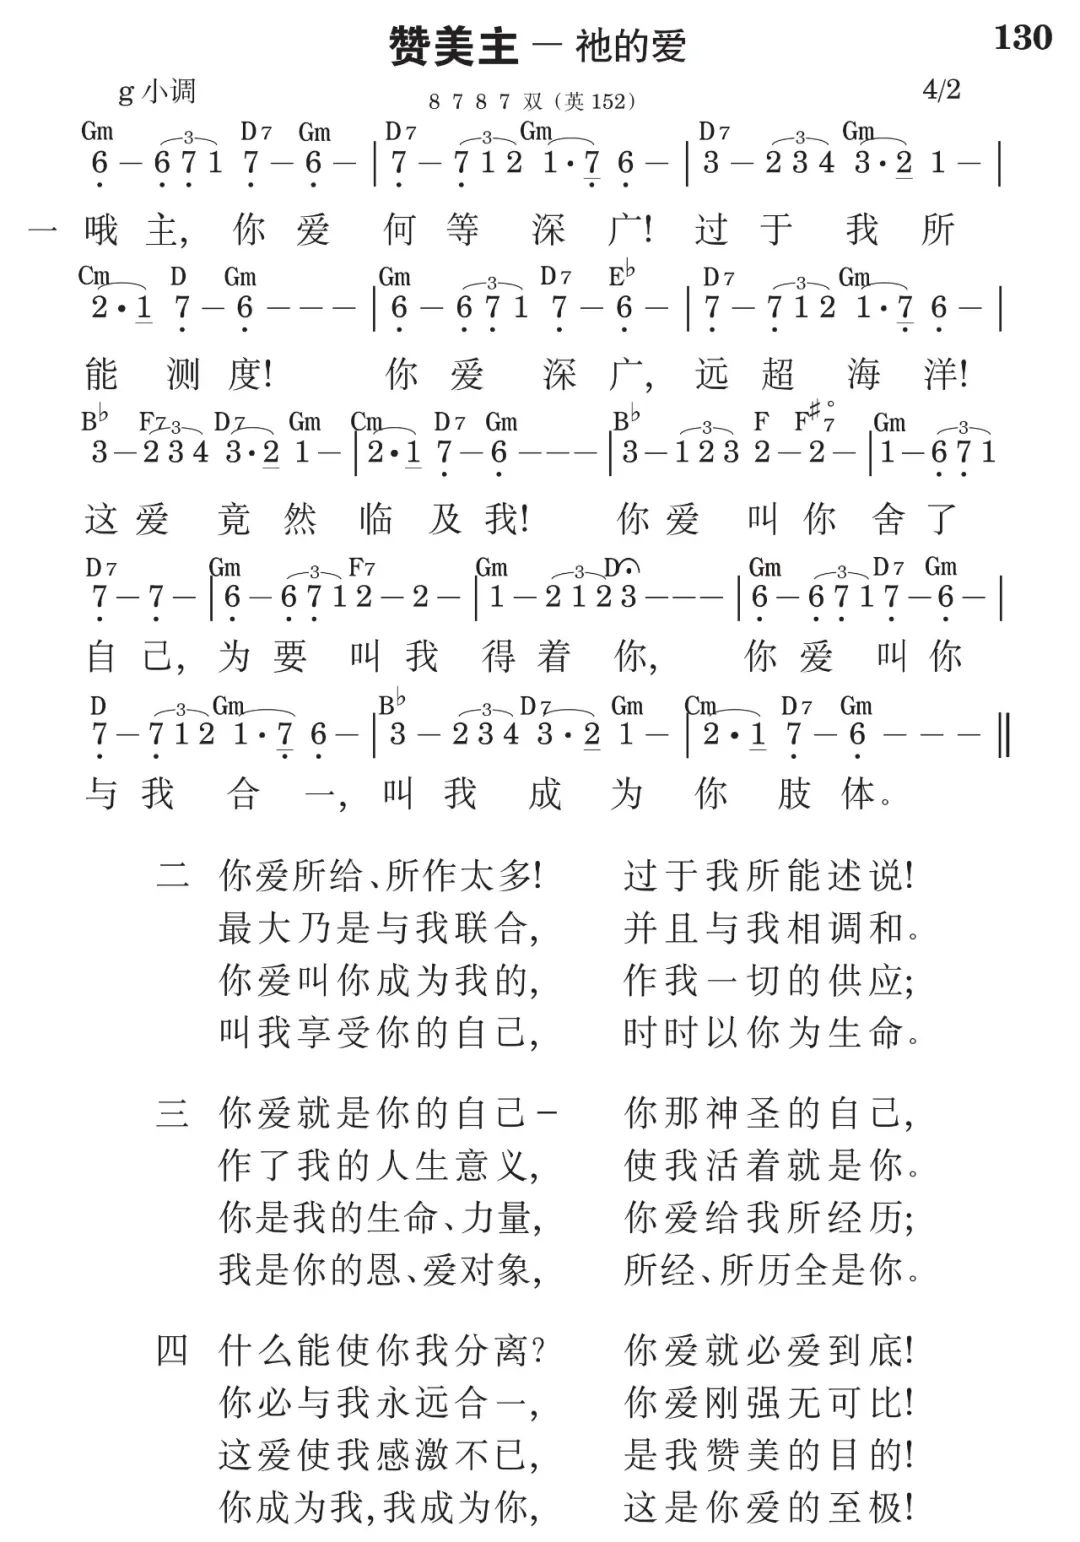 赞美主 — 祂的爱 130
g 小调 8 7 8 7 双（英 152） 4/2
Gm 3 D7 Gm D7 3 Gm D7 3 Gm
6 – 6 7 1 7 – 6 – | 7 – 7 1 2 1 · 7 6 – | 3 – 2 3 4 3 · 2 1 – |
一 哦 主, 你 爱 何 等 深 广! 过 于 我 所
Cm D Gm Gm 3 D7 E♭ D7 3 Gm
2 · 1 7 – 6 – – – | 6 – 6 7 1 7 – 6 – | 7 – 7 1 2 1 · 7 6 – |
能 测 度! 你 爱 深 广, 远 超 海 洋!
B♭ F7 3 D7 Gm Cm D7 Gm B♭ 3 F F♯°7 Gm 3
3 – 2 3 4 3 · 2 1 – | 2 · 1 7 – 6 – – – | 3 – 1 2 3 2 – 2 – | 1 – 6 7 1
这 爱 竟 然 临 及 我! 你 爱 叫 你 舍 了
D7 Gm 3 F7 Gm 3 D Gm 3 D7 Gm
7 – 7 – | 6 – 6 7 1 2 – 2 – | 1 – 2 1 2 3 – – – | 6 – 6 7 1 7 – 6 – |
自 己, 为 要 叫 我 得 着 你, 你 爱 叫 你
D 3 Gm B♭ 3 D7 Gm Cm D7 Gm
7 – 7 1 2 1 · 7 6 – | 3 – 2 3 4 3 · 2 1 – | 2 · 1 7 – 6 – – – ‖
与 我 合 一, 叫 我 成 为 你 肢 体。
二 你爱所给、所作太多! 过于我所能述说!
最大乃是与我联合, 并且与我相调和。
你爱叫你成为我的, 作我一切的供应;
叫我享受你的自己, 时时以你为生命。
三 你爱就是你的自己– 你那神圣的自己,
作了我的人生意义, 使我活着就是你。
你是我的生命、力量, 你爱给我所经历;
我是你的恩、爱对象, 所经、所历全是你。
四 什么能使你我分离? 你爱就必爱到底!
你必与我永远合一, 你爱刚强无可比!
这爱使我感激不已, 是我赞美的目的!
你成为我,我成为你, 这是你爱的至极!